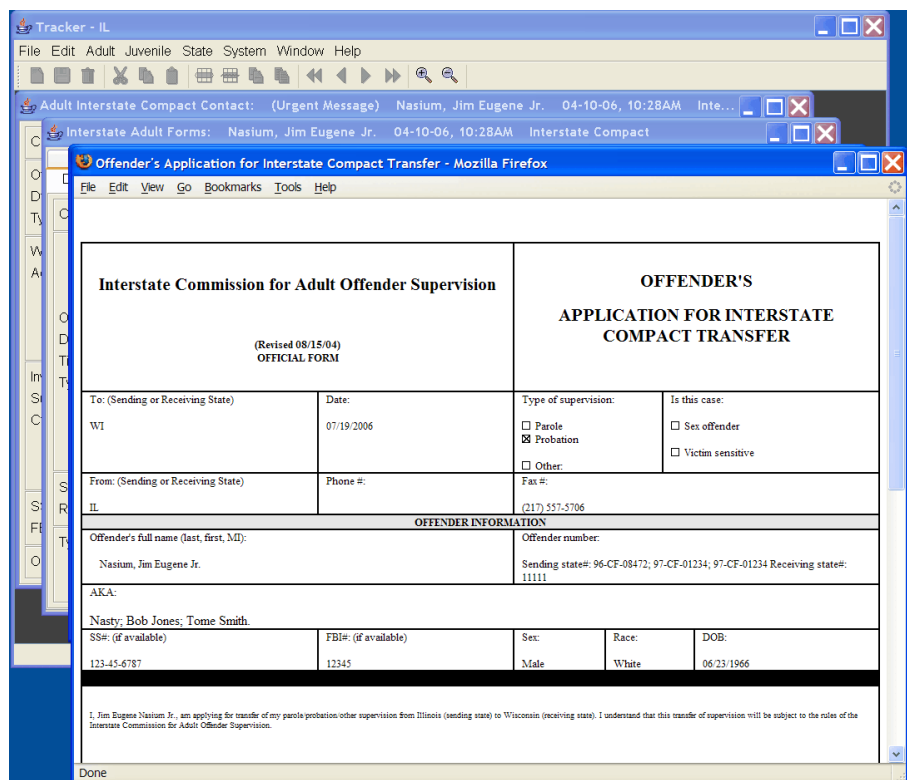 Tracker - IL
File Edit Adult Juvenile State System Window Help
Adult Interstate Compact Contact: (Urgent Message) Nasium, Jim Eugene Jr. 04-10-06, 10:28AM Inte...
Interstate Adult Forms: Nasium, Jim Eugene Jr. 04-10-06, 10:28AM Interstate Compact
Offender's Application for Interstate Compact Transfer - Mozilla Firefox
File Edit View Go Bookmarks Tools Help
Interstate Commission for Adult Offender Supervision
(Revised 08/15/04)
OFFICIAL FORM
OFFENDER'S
APPLICATION FOR INTERSTATE
COMPACT TRANSFER
To: (Sending or Receiving State)
WI
Date:
07/19/2006
Type of supervision:
☐ Parole
☒ Probation
☐ Other:
Is this case:
☐ Sex offender
☐ Victim sensitive
From: (Sending or Receiving State)
IL
Phone #:
Fax #:
(217) 557-5706
OFFENDER INFORMATION
Offender's full name (last, first, MI):
Nasium, Jim Eugene Jr.
Offender number:
Sending state#: 96-CF-08472; 97-CF-01234; 97-CF-01234 Receiving state#:
11111
AKA:
Nasty; Bob Jones; Tome Smith.
SS#: (if available)
123-45-6787
FBI#: (if available)
12345
Sex:
Male
Race:
White
DOB:
06/23/1966
I, Jim Eugene Nasium Jr., am applying for transfer of my parole/probation/other supervision from Illinois (sending state) to Wisconsin (receiving state). I understand that this transfer of supervision will be subject to the rules of the
Interstate Commission for Adult Offender Supervision.
Done